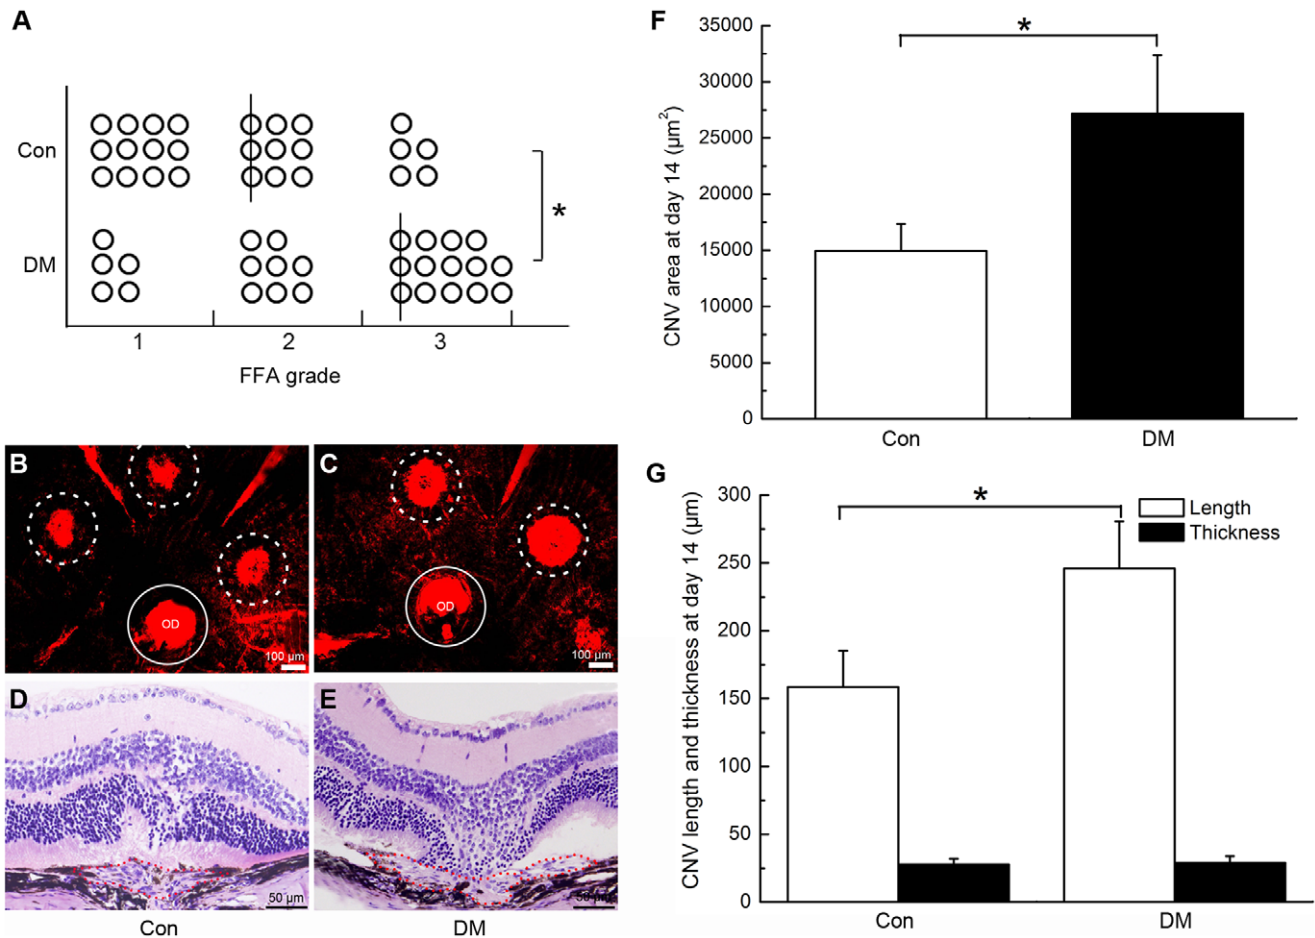 A
Con
DM
*
1 2 3
FFA grade
B
OD
100 µm
C
OD
100 µm
D
50 µm
Con
E
50 µm
DM
F
CNV area at day 14 (µm²)
35000
30000
25000
20000
15000
10000
5000
0
*
Con DM
G
CNV length and thickness at day 14 (µm)
300
250
200
150
100
50
0
*
Length
Thickness
Con DM